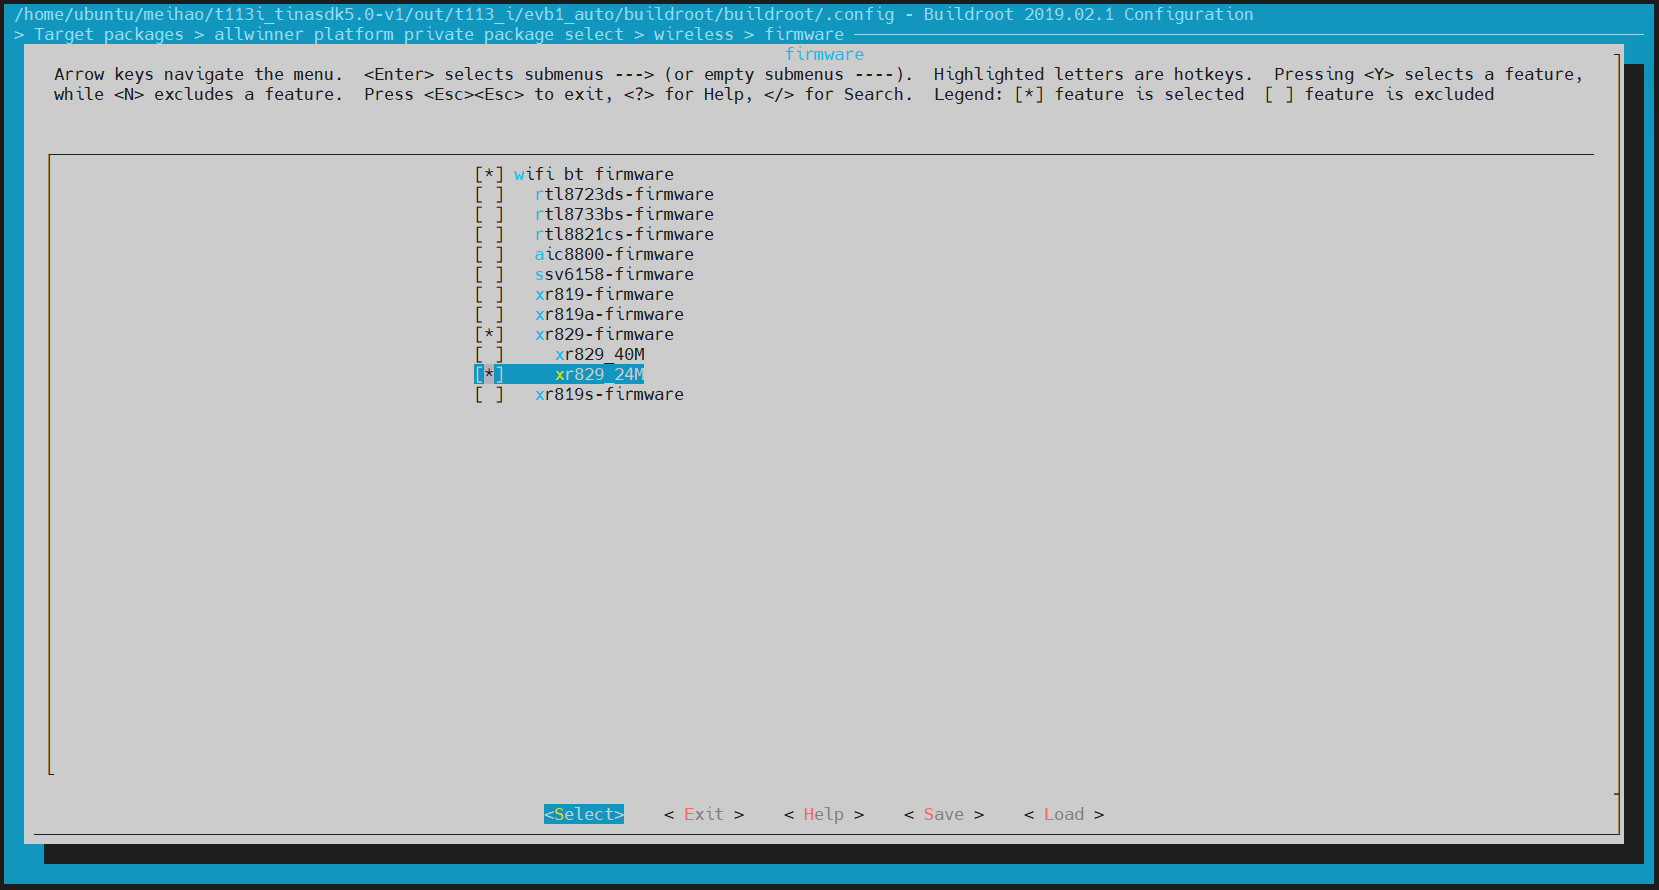 /home/ubuntu/meihao/t113i_tinasdk5.0-v1/out/t113_i/evb1_auto/buildroot/buildroot/.config - Buildroot 2019.02.1 Configuration
> Target packages > allwinner platform private package select > wireless > firmware
firmware
Arrow keys navigate the menu.  <Enter> selects submenus ---> (or empty submenus ----).  Highlighted letters are hotkeys.  Pressing <Y> selects a feature,
while <N> excludes a feature.  Press <Esc><Esc> to exit, <?> for Help, </> for Search.  Legend: [*] feature is selected  [ ] feature is excluded
[*] wifi bt firmware
[ ]   rtl8723ds-firmware
[ ]   rtl8733bs-firmware
[ ]   rtl8821cs-firmware
[ ]   aic8800-firmware
[ ]   ssv6158-firmware
[ ]   xr819-firmware
[ ]   xr819a-firmware
[*]   xr829-firmware
[ ]     xr829_40M
[*]     xr829_24M
[ ]   xr819s-firmware
<Select>    < Exit >    < Help >    < Save >    < Load >